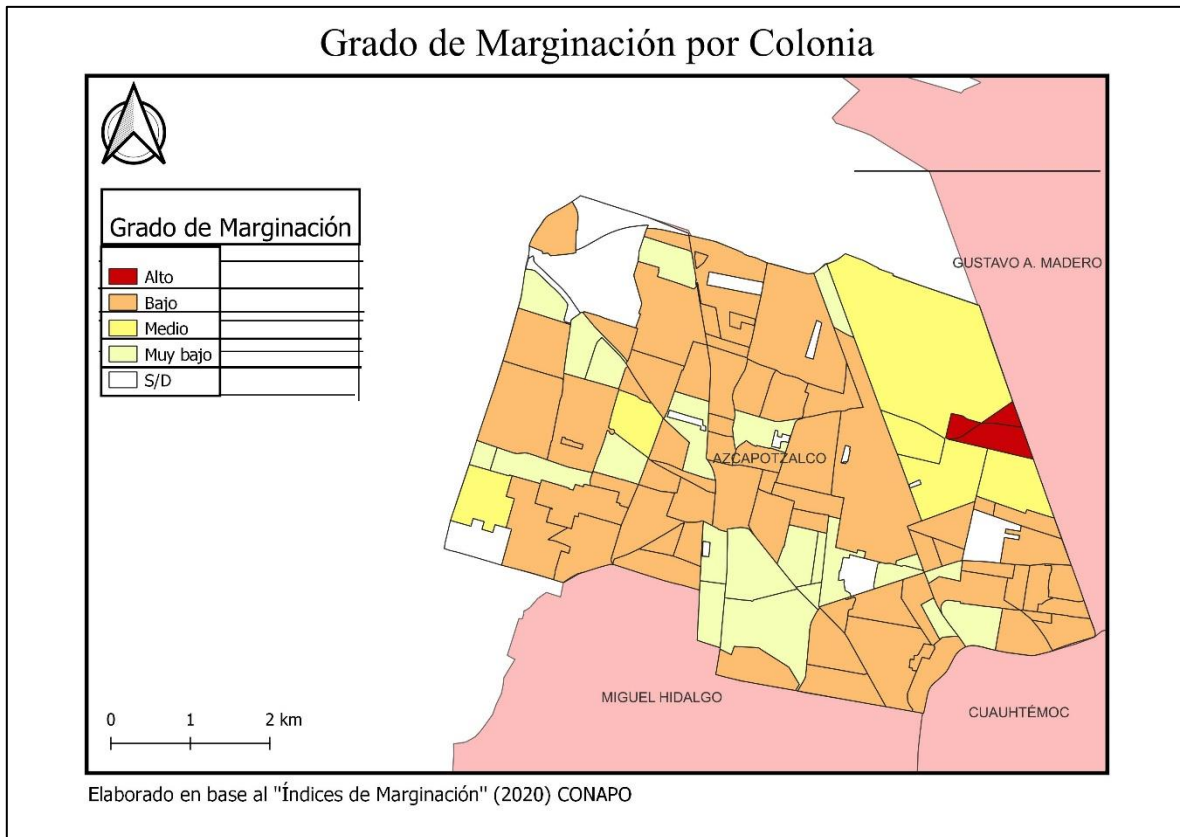 Grado de Marginación por Colonia
Grado de Marginación
Alto
Bajo
Medio
Muy bajo
S/D
GUSTAVO A. MADERO
AZCAPOTZALCO
MIGUEL HIDALGO
CUAUHTÉMOC
0 1 2 km
Elaborado en base al "Índices de Marginación" (2020) CONAPO